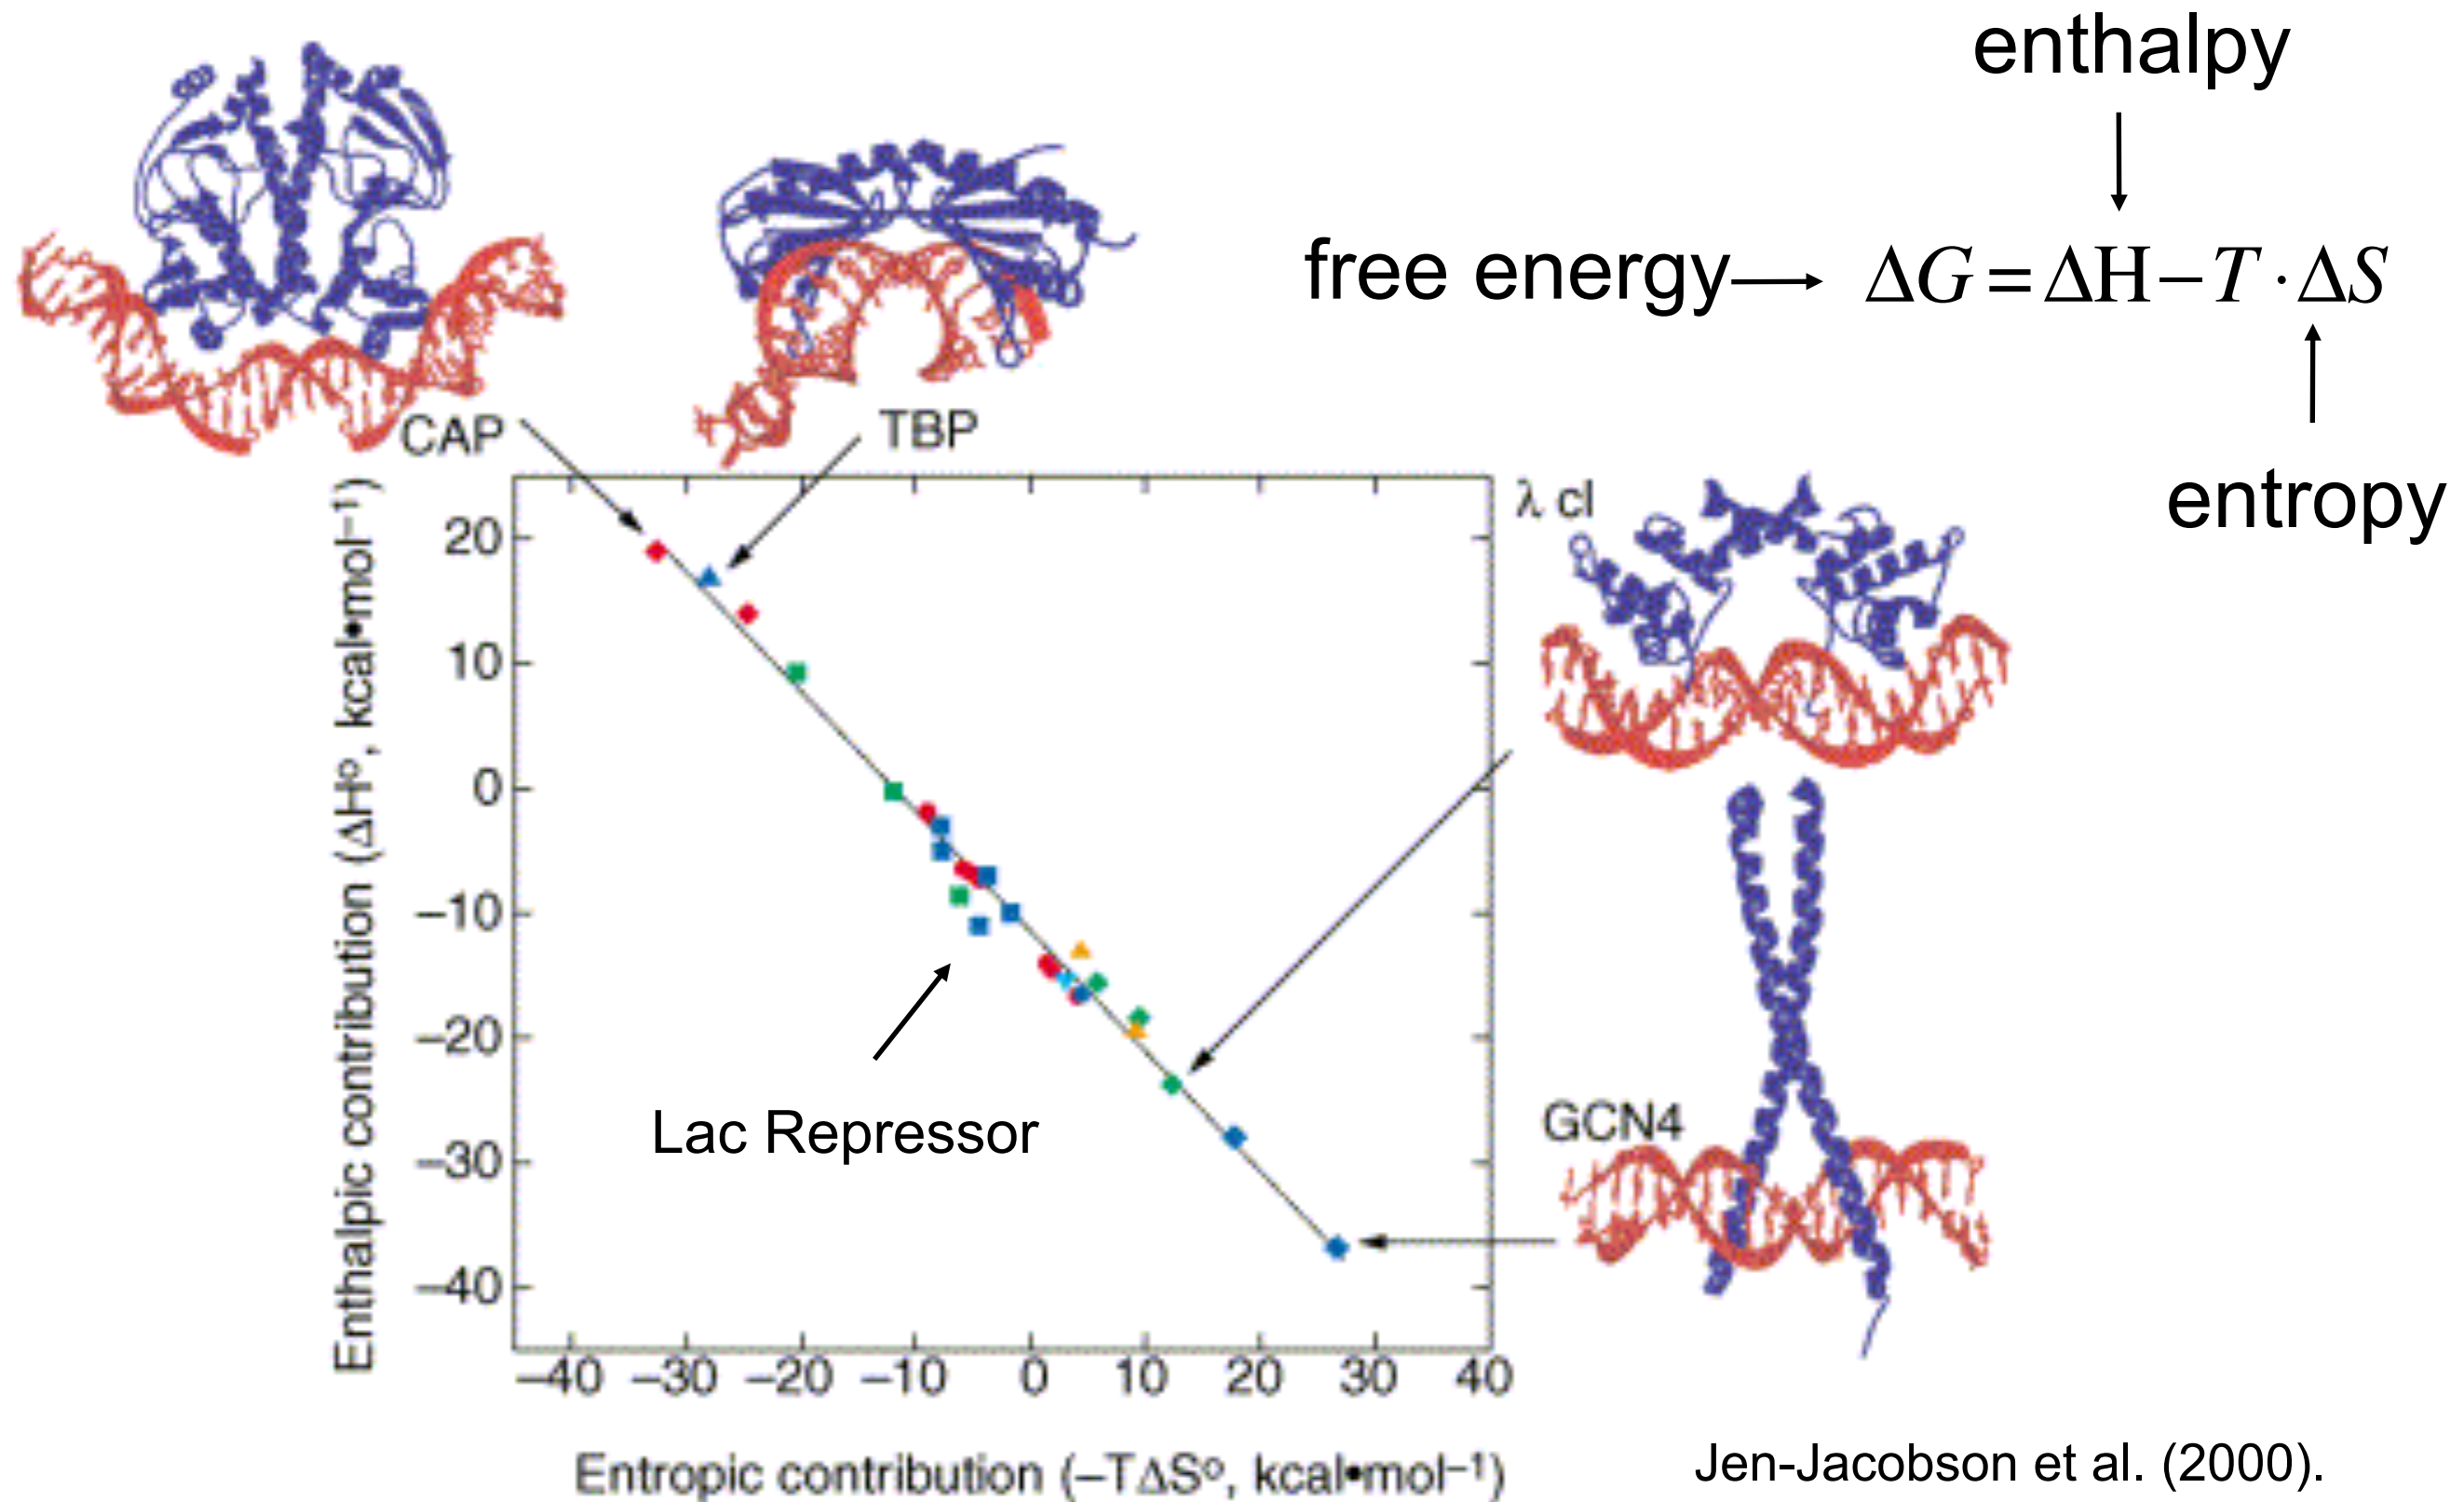 enthalpy
free energy
ΔG = ΔH − T · ΔS
entropy
CAP
TBP
λ cI
GCN4
Lac Repressor
Enthalpic contribution (ΔHº, kcal•mol−1)
20
10
0
−10
−20
−30
−40
−40 −30 −20 −10 0 10 20 30 40
Entropic contribution (−TΔSº, kcal•mol−1)
Jen-Jacobson et al. (2000).